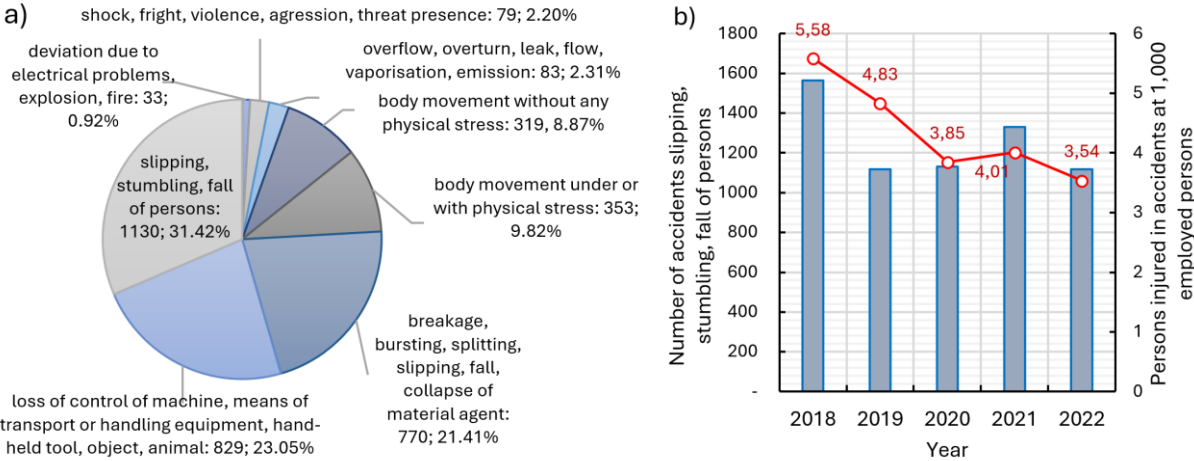 a)
shock, fright, violence, agression, threat presence: 79; 2.20%
deviation due to
electrical problems,
explosion, fire: 33;
0.92%
overflow, overturn, leak, flow,
vaporisation, emission: 83; 2.31%
body movement without any
physical stress: 319, 8.87%
slipping,
stumbling, fall
of persons:
1130; 31.42%
body movement under or
with physical stress: 353;
9.82%
breakage,
bursting, splitting,
slipping, fall,
collapse of
material agent:
770; 21.41%
loss of control of machine, means of
transport or handling equipment, hand-
held tool, object, animal: 829; 23.05%
b)
Number of accidents slipping,
stumbling, fall of persons
1800
1600
1400
1200
1000
800
600
400
200
-
5,58
4,83
3,85
4,01
3,54
6
5
4
3
2
1
0
Persons injured in accidents at 1,000
employed persons
2018 2019 2020 2021 2022
Year